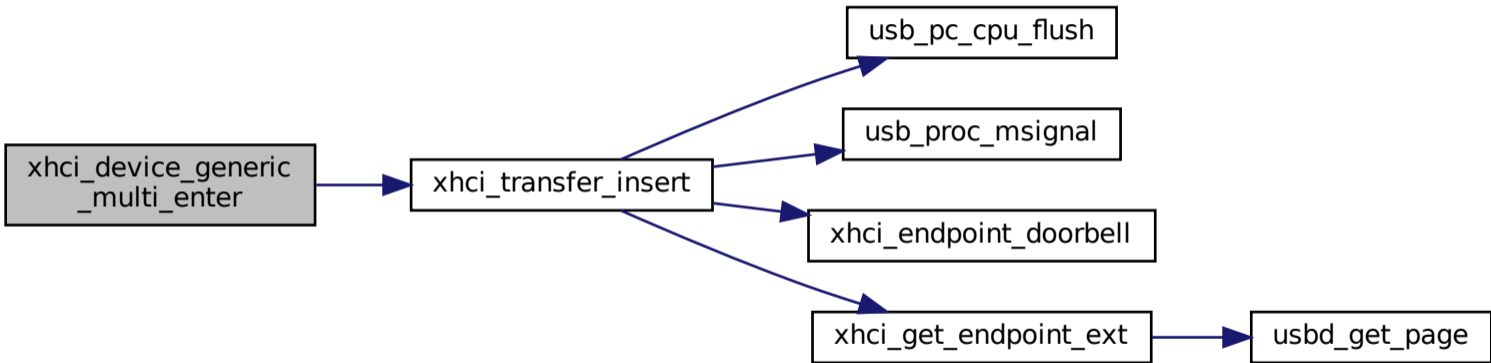 usb_pc_cpu_flush
usb_proc_msignal
xhci_device_generic
_multi_enter
xhci_transfer_insert
xhci_endpoint_doorbell
xhci_get_endpoint_ext
usbd_get_page